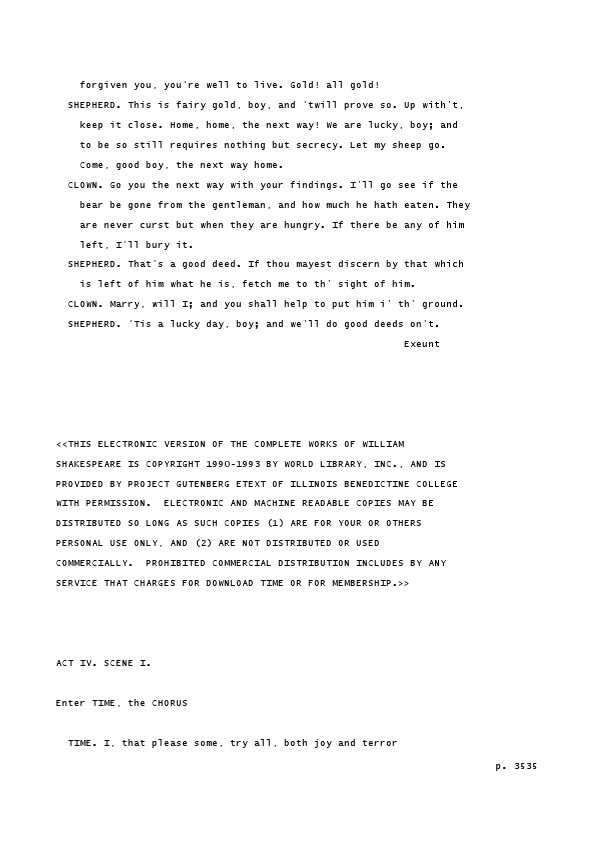 forgiven you, you're well to live. Gold! all gold!
SHEPHERD. This is fairy gold, boy, and 'twill prove so. Up with't,
keep it close. Home, home, the next way! We are lucky, boy; and
to be so still requires nothing but secrecy. Let my sheep go.
Come, good boy, the next way home.
CLOWN. Go you the next way with your findings. I'll go see if the
bear be gone from the gentleman, and how much he hath eaten. They
are never curst but when they are hungry. If there be any of him
left, I'll bury it.
SHEPHERD. That's a good deed. If thou mayest discern by that which
is left of him what he is, fetch me to th' sight of him.
CLOWN. Marry, will I; and you shall help to put him i' th' ground.
SHEPHERD. 'Tis a lucky day, boy; and we'll do good deeds on't.
Exeunt
<<THIS ELECTRONIC VERSION OF THE COMPLETE WORKS OF WILLIAM
SHAKESPEARE IS COPYRIGHT 1990-1993 BY WORLD LIBRARY, INC., AND IS
PROVIDED BY PROJECT GUTENBERG ETEXT OF ILLINOIS BENEDICTINE COLLEGE
WITH PERMISSION.  ELECTRONIC AND MACHINE READABLE COPIES MAY BE
DISTRIBUTED SO LONG AS SUCH COPIES (1) ARE FOR YOUR OR OTHERS
PERSONAL USE ONLY, AND (2) ARE NOT DISTRIBUTED OR USED
COMMERCIALLY.  PROHIBITED COMMERCIAL DISTRIBUTION INCLUDES BY ANY
SERVICE THAT CHARGES FOR DOWNLOAD TIME OR FOR MEMBERSHIP.>>
ACT IV. SCENE I.
Enter TIME, the CHORUS
TIME. I, that please some, try all, both joy and terror
p. 3535